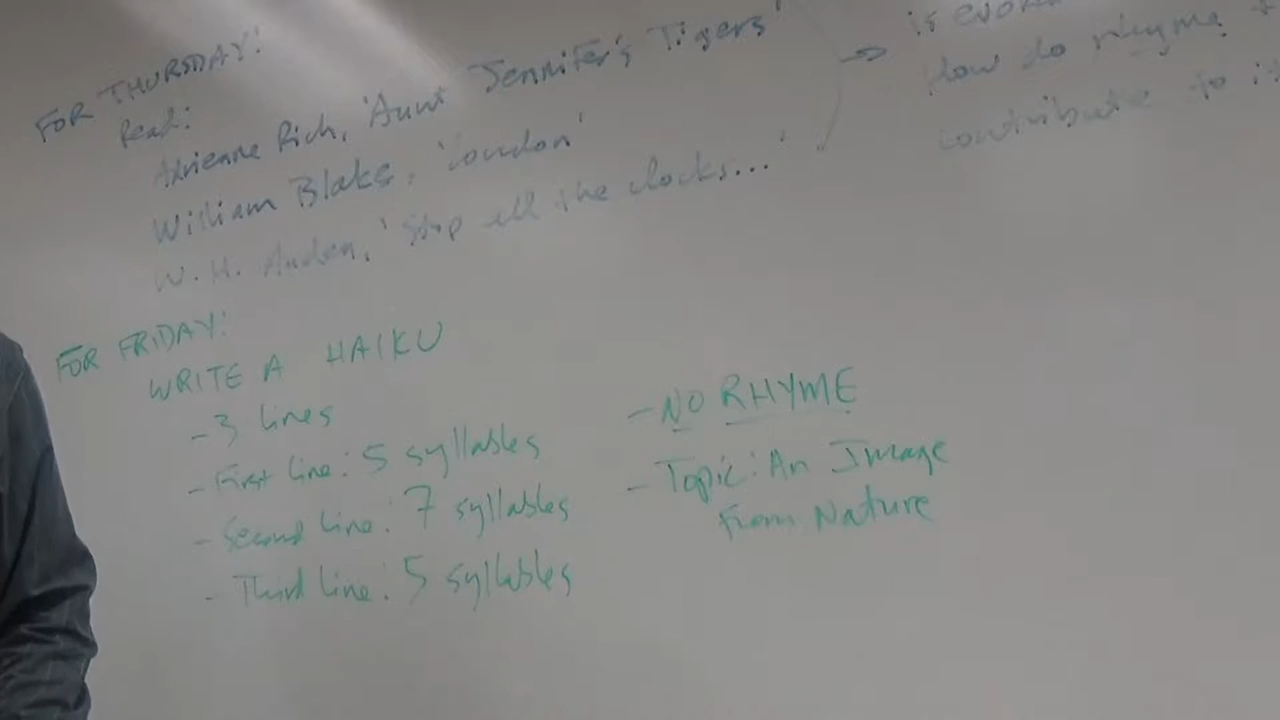 FOR THURSDAY:
Read:
Adrienne Rich, 'Aunt Jennifer's Tigers'
William Blake, 'London'
W. H. Auden, 'Stop all the clocks...'
is
How do rhyme
contribute to it
FOR FRIDAY:
WRITE A HAIKU
- 3 lines
- First line: 5 syllables
- Second line: 7 syllables
- Third line: 5 syllables
- NO RHYME
- Topic: An Image
From Nature